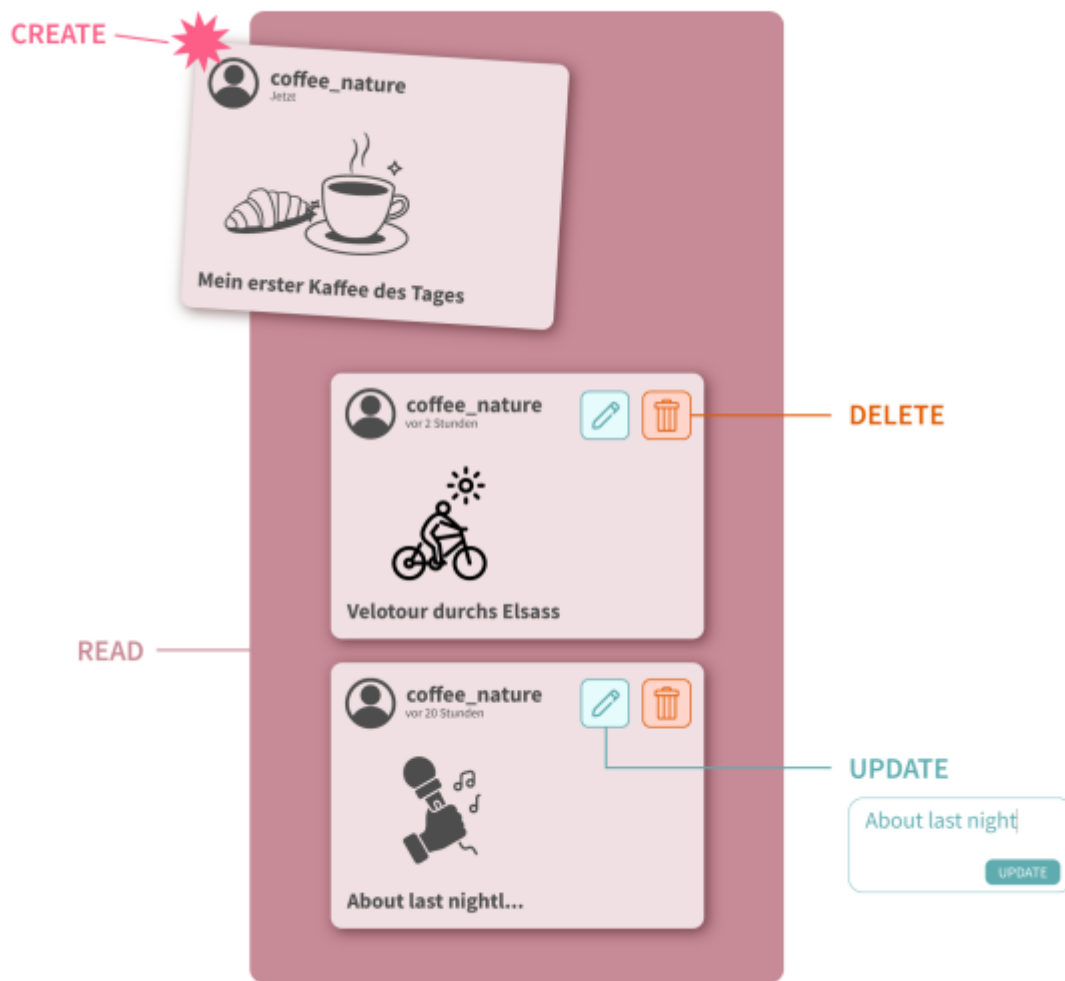 CREATE
coffee_nature
Jetzt
Mein erster Kaffee des Tages
coffee_nature
vor 2 Stunden
DELETE
Velotour durchs Elsass
READ
coffee_nature
vor 20 Stunden
UPDATE
About last night
UPDATE
About last nightl...